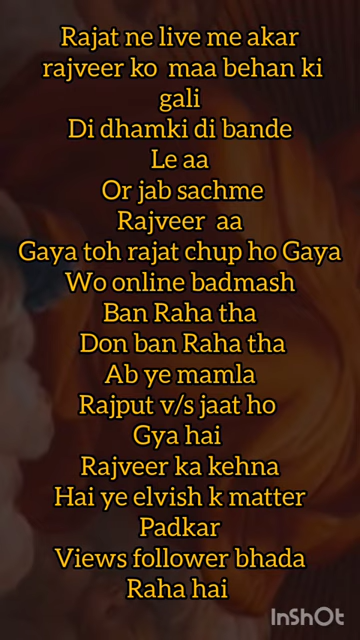 Rajat ne live me akar
rajveer ko maa behan ki
gali
Di dhamki di bande
Le aa
Or jab sachme
Rajveer aa
Gaya toh rajat chup ho Gaya
Wo online badmash
Ban Raha tha
Don ban Raha tha
Ab ye mamla
Rajput v/s jaat ho
Gya hai
Rajveer ka kehna
Hai ye elvish k matter
Padkar
Views follower bhada
Raha hai
InShOt